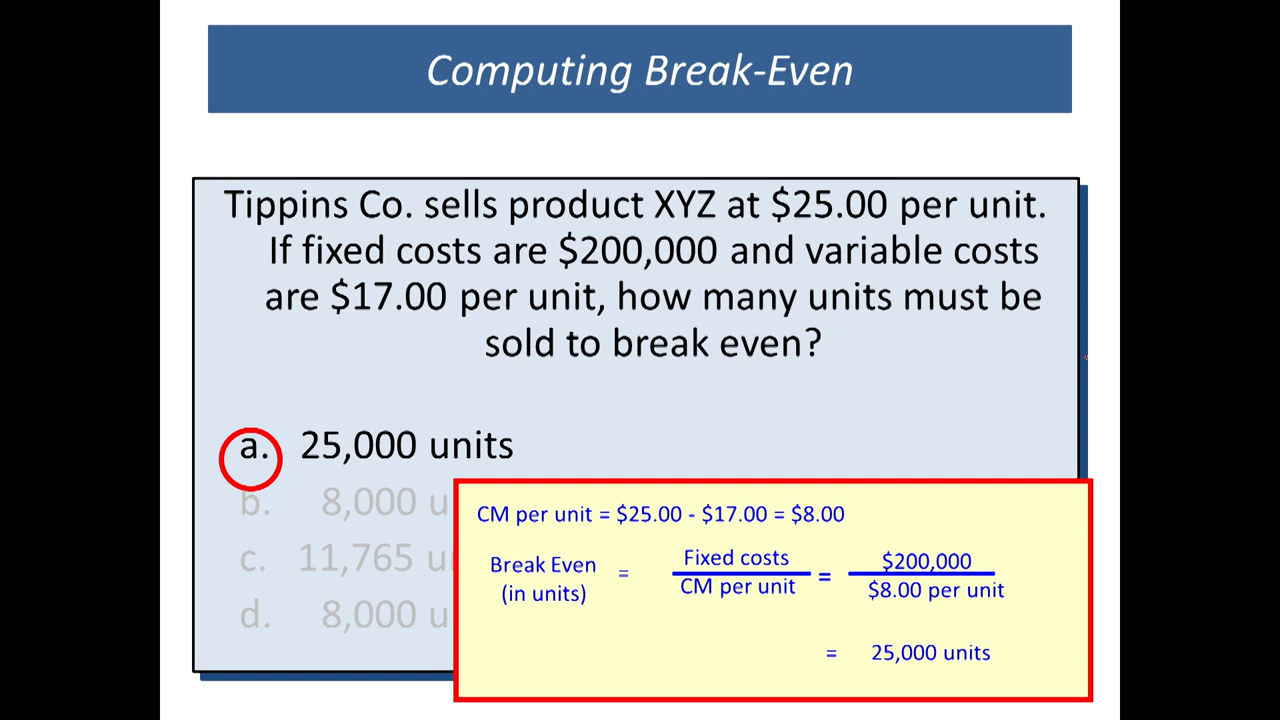 Computing Break-Even
Tippins Co. sells product XYZ at $25.00 per unit.
If fixed costs are $200,000 and variable costs
are $17.00 per unit, how many units must be
sold to break even?
a. 25,000 units
b. 8,000 u
c. 11,765 u
d. 8,000 u
CM per unit = $25.00 - $17.00 = $8.00
Break Even
(in units)
=
Fixed costs
CM per unit
=
$200,000
$8.00 per unit
= 25,000 units